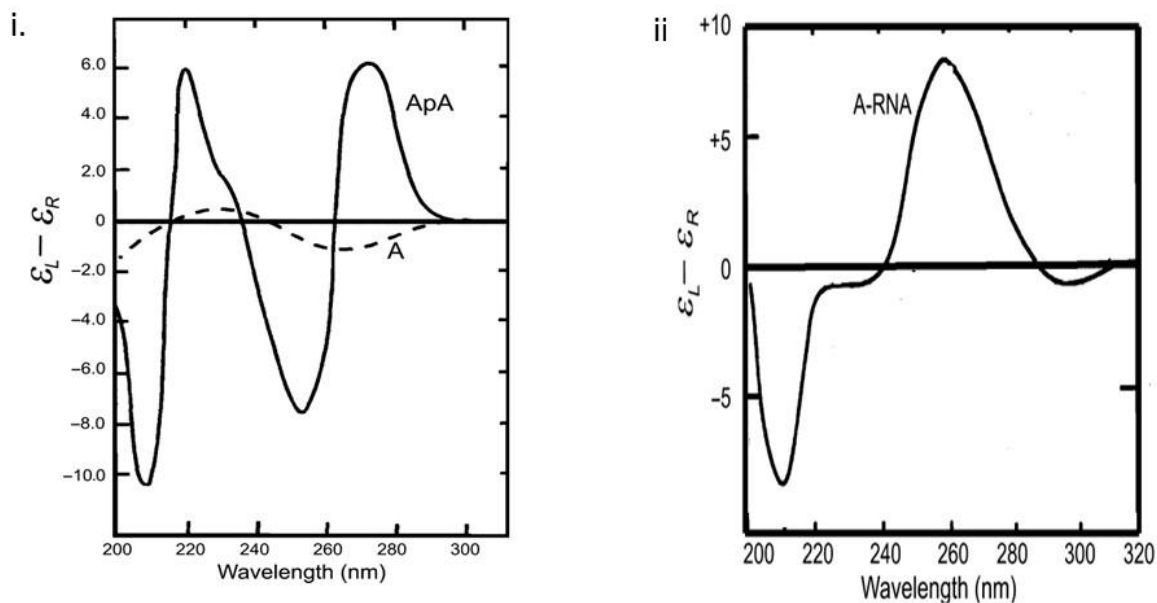 i.
6.0
4.0
2.0
0
−2.0
−4.0
−6.0
−8.0
−10.0
εL− εR
ApA
A
200 220 240 260 280 300
Wavelength (nm)
ii
+10
+5
0
−5
εL− εR
A-RNA
200 220 240 260 280 300 320
Wavelength (nm)